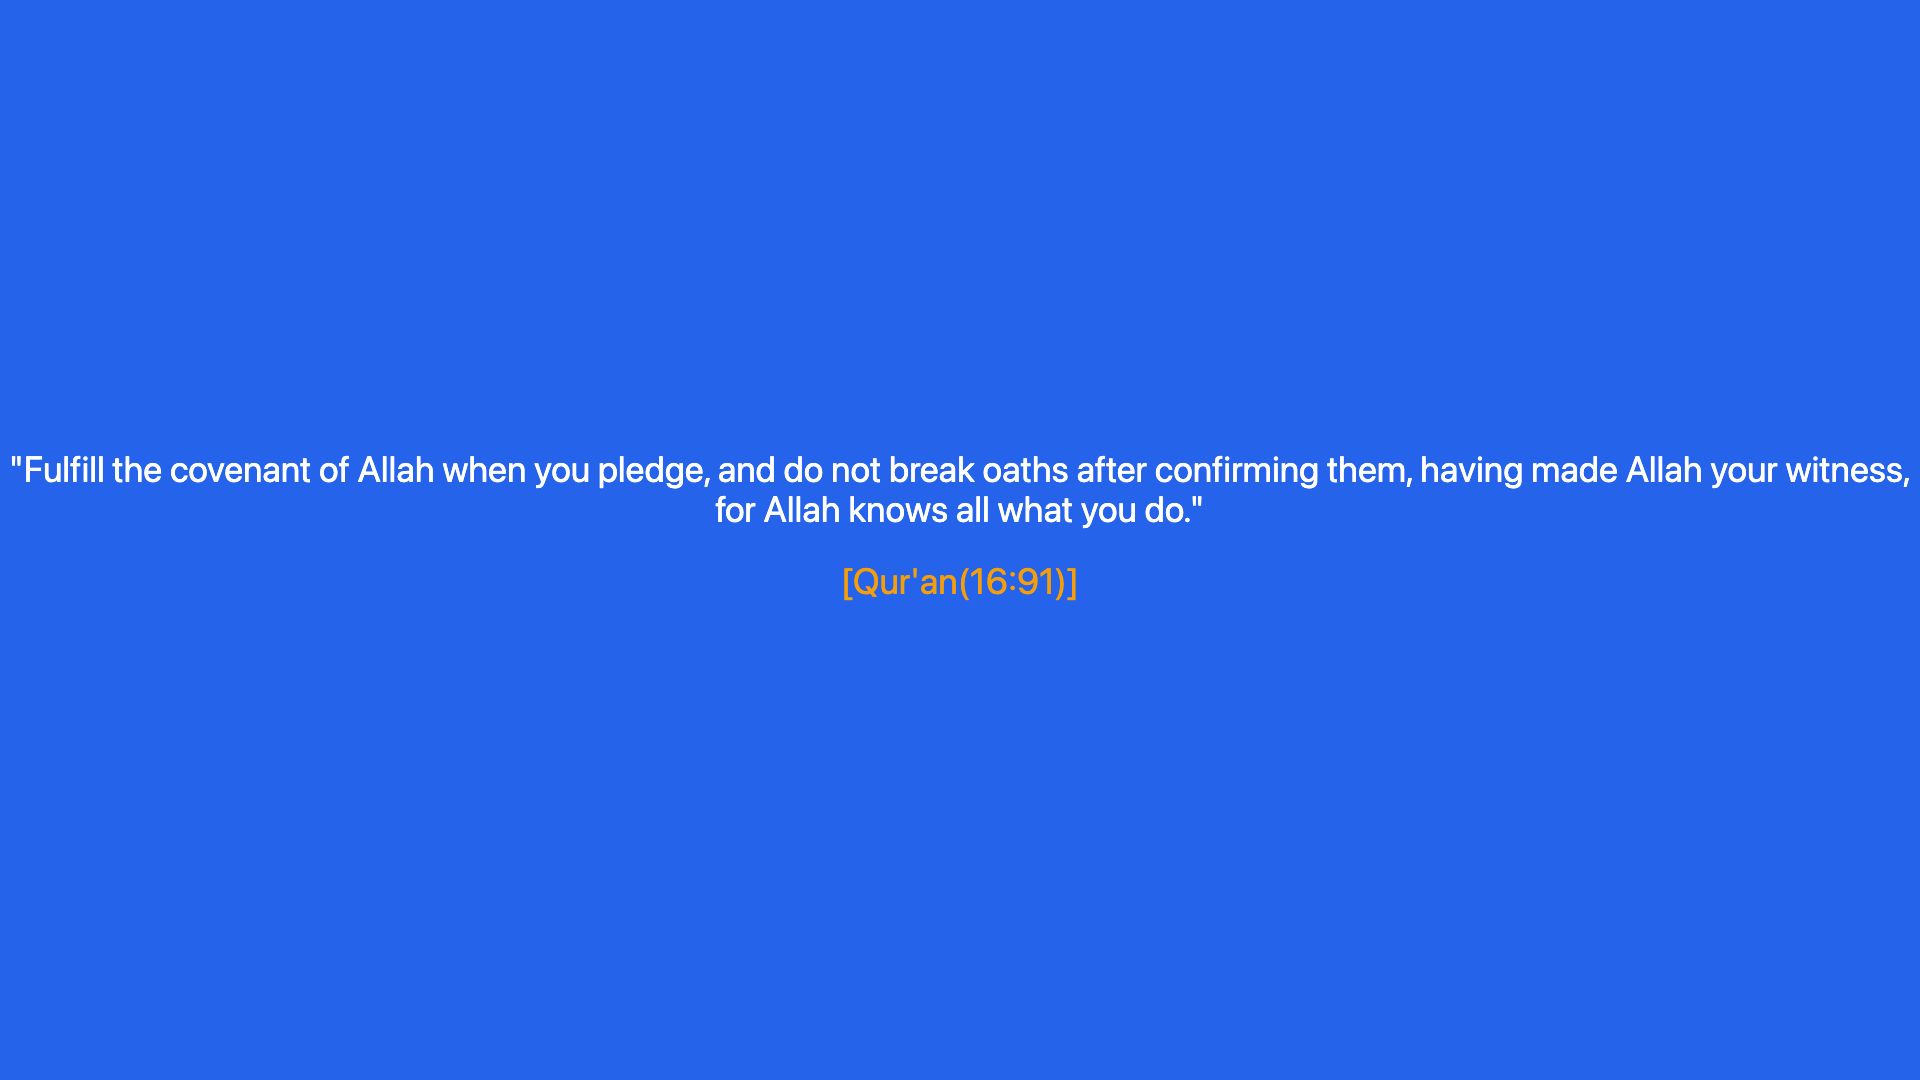 "Fulfill the covenant of Allah when you pledge, and do not break oaths after confirming them, having made Allah your witness,
for Allah knows all what you do."
[Qur'an(16:91)]